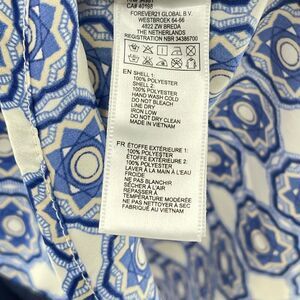 CA# 40198
FOREVER21 GLOBAL B.V.
WESTBROEK 64-66
4822 ZW BREDA
THE NETHERLANDS
REGISTRATION NBR 34386700
EN SHELL 1:
100% POLYESTER
SHELL 2:
100% POLYESTER
HAND WASH COLD
DO NOT BLEACH
LINE DRY
IRON LOW
DO NOT DRY CLEAN
MADE IN VIETNAM
FR ÉTOFFE EXTÉRIEURE 1:
100% POLYESTER
ÉTOFFE EXTÉRIEURE 2:
100% POLYESTER
LAVER À LA MAIN À L'EAU
FROIDE
NE PAS BLANCHIR
SÉCHER À L'AIR
REPASSER À
TEMPÉRATURE MODÉRÉE
NE PAS NETTOYER À SEC
FABRIQUÉ AU VIETNAM